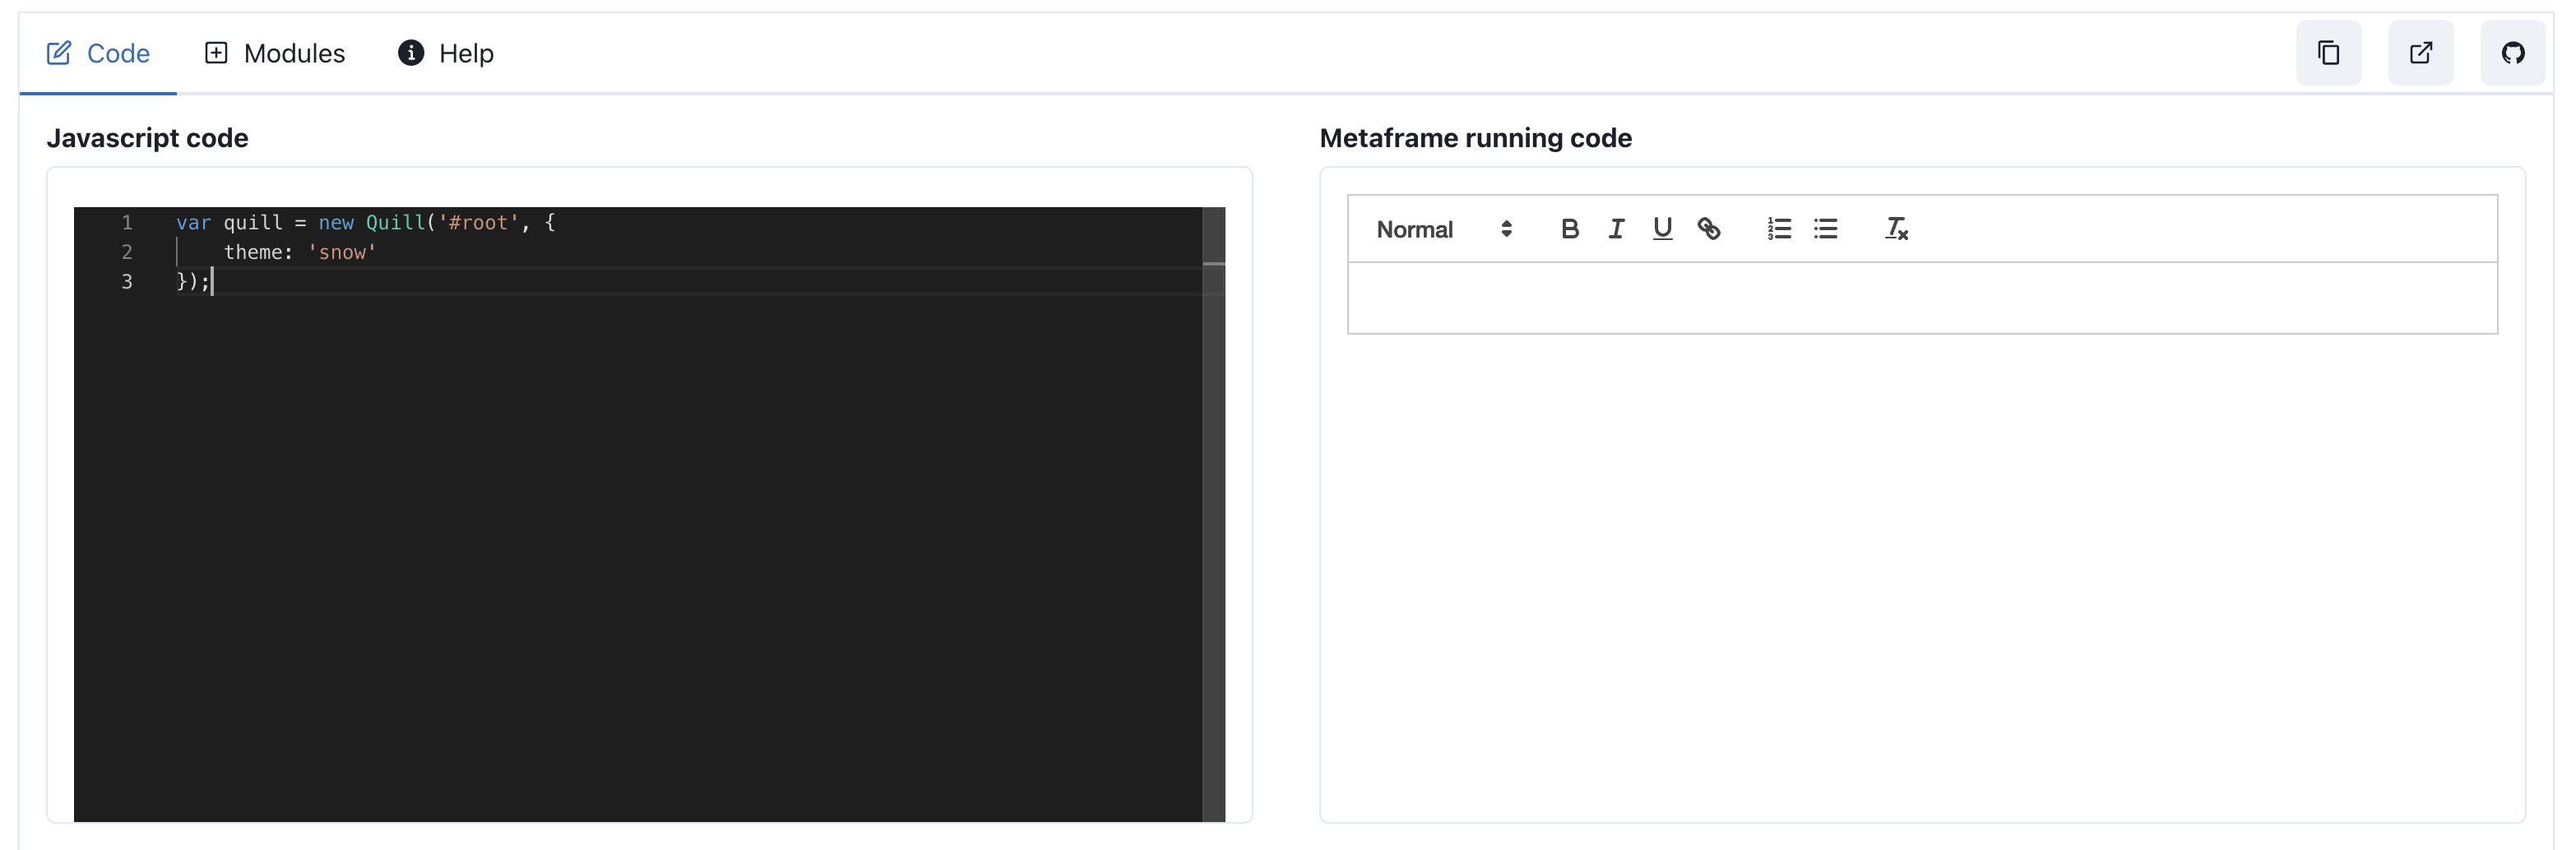 Code Modules Help
Javascript code
1 var quill = new Quill('#root', {
2     theme: 'snow'
3 });
Metaframe running code
Normal B I U